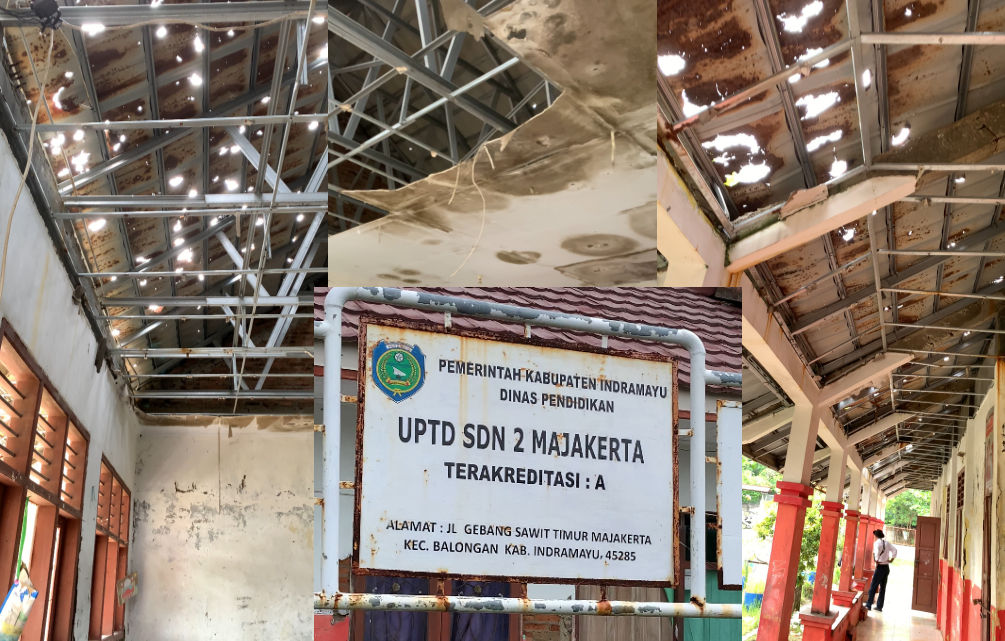 PEMERINTAH KABUPATEN INDRAMAYU
DINAS PENDIDIKAN
UPTD SDN 2 MAJAKERTA
TERAKREDITASI : A
ALAMAT : JL GEBANG SAWIT TIMUR MAJAKERTA
KEC. BALONGAN KAB. INDRAMAYU, 45285